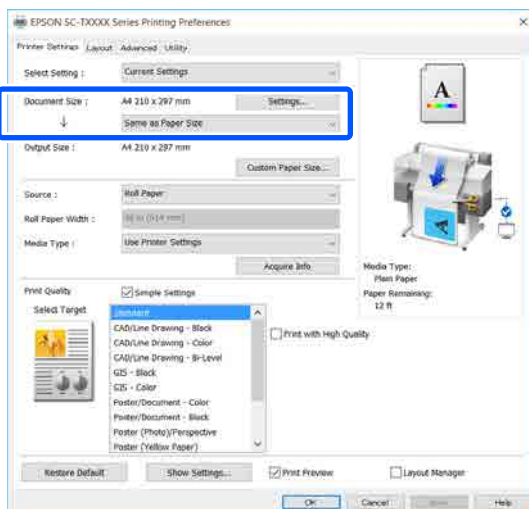 EPSON SC-TXXXX Series Printing Preferences
Printer Settings Layout Advanced Utility
Select Setting : Current Settings
Document Size : A4 210 x 297 mm Settings...
↓ Same as Paper Size
Output Size : A4 210 x 297 mm
Custom Paper Size...
Source : Roll Paper
Roll Paper Width :
Media Type : Use Printer Settings
Acquire Info
A
Media Type:
Plain Paper
Paper Remaining:
12 ft
Print Quality Simple Settings
Select Target
Standard
CAD/Line Drawing - Black
CAD/Line Drawing - Color
CAD/Line Drawing - Bi-Level
GIS - Black
GIS - Color
Poster/Document - Color
Poster/Document - Black
Poster (Photo)/Perspective
Poster (Yellow Paper)
Print with High Quality
Restore Default Show Settings... Print Preview Layout Manager
OK Cancel Help